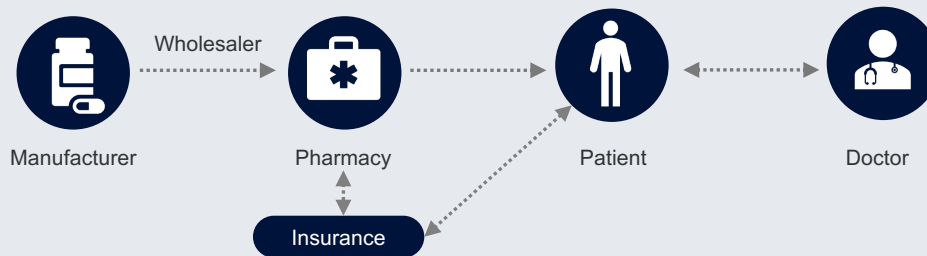 Wholesaler
Manufacturer
Pharmacy
Patient
Doctor
Insurance